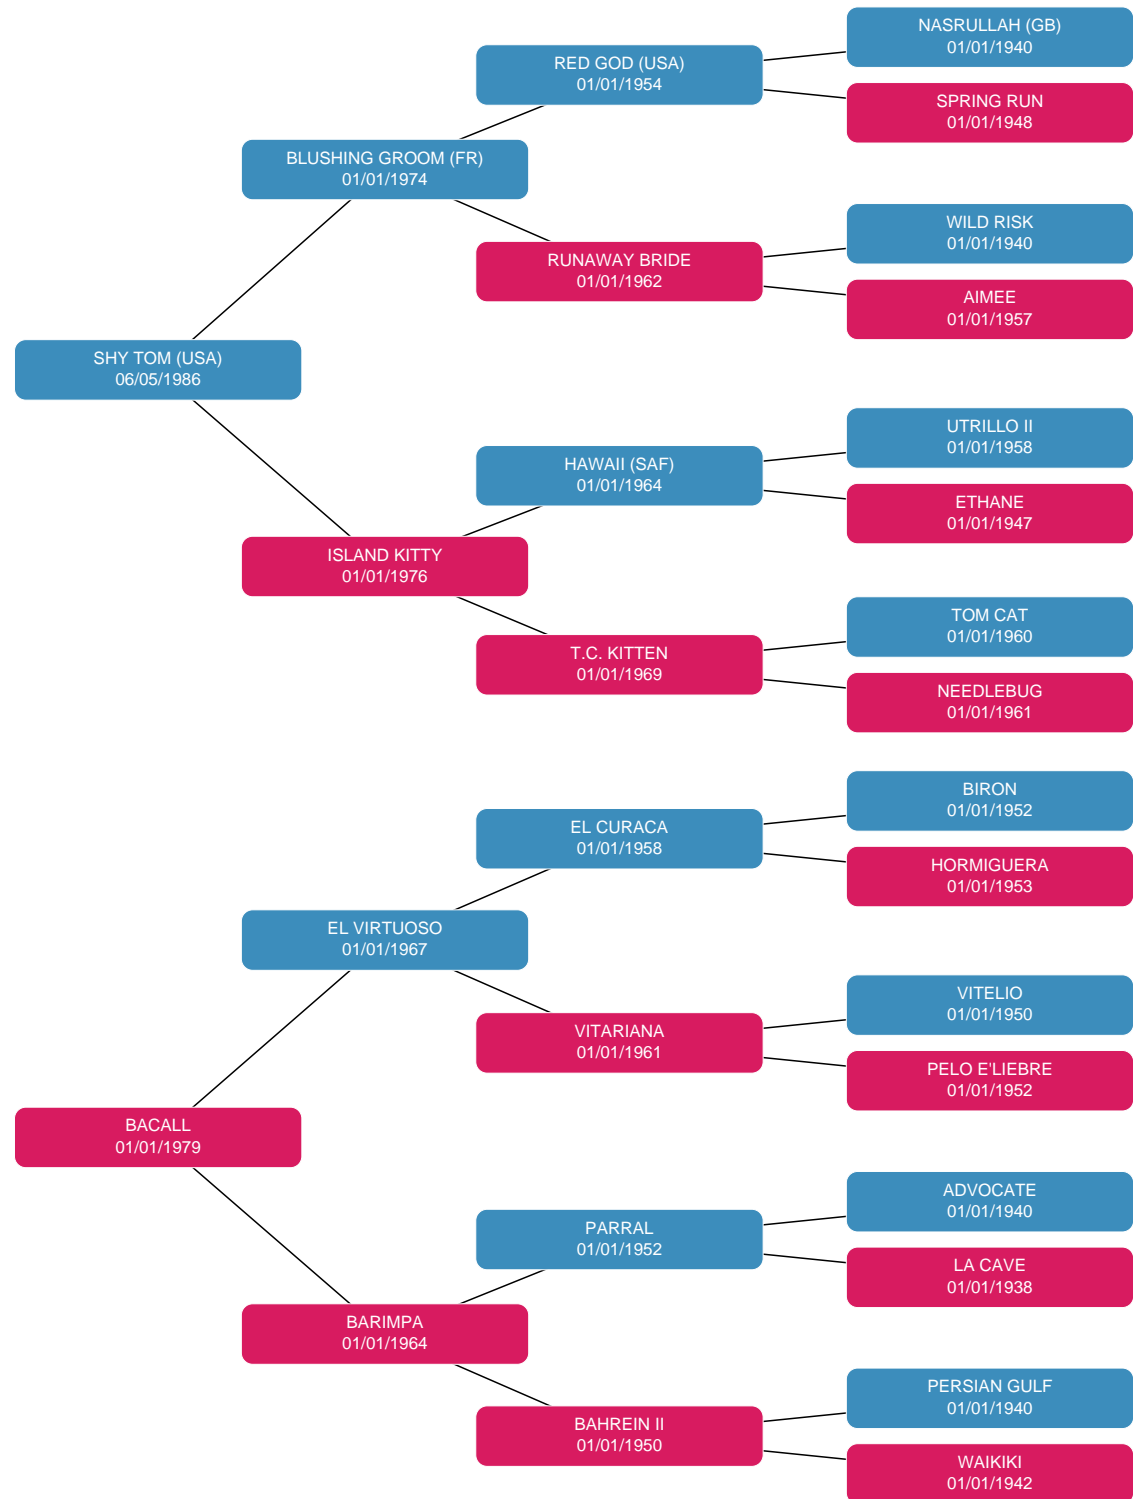 NASRULLAH (GB)
01/01/1940
RED GOD (USA)
01/01/1954
SPRING RUN
01/01/1948
BLUSHING GROOM (FR)
01/01/1974
WILD RISK
01/01/1940
RUNAWAY BRIDE
01/01/1962
AIMEE
01/01/1957
SHY TOM (USA)
06/05/1986
UTRILLO II
01/01/1958
HAWAII (SAF)
01/01/1964
ETHANE
01/01/1947
ISLAND KITTY
01/01/1976
TOM CAT
01/01/1960
T.C. KITTEN
01/01/1969
NEEDLEBUG
01/01/1961
BIRON
01/01/1952
EL CURACA
01/01/1958
HORMIGUERA
01/01/1953
EL VIRTUOSO
01/01/1967
VITELIO
01/01/1950
VITARIANA
01/01/1961
PELO E'LIEBRE
01/01/1952
BACALL
01/01/1979
ADVOCATE
01/01/1940
PARRAL
01/01/1952
LA CAVE
01/01/1938
BARIMPA
01/01/1964
PERSIAN GULF
01/01/1940
BAHREIN II
01/01/1950
WAIKIKI
01/01/1942